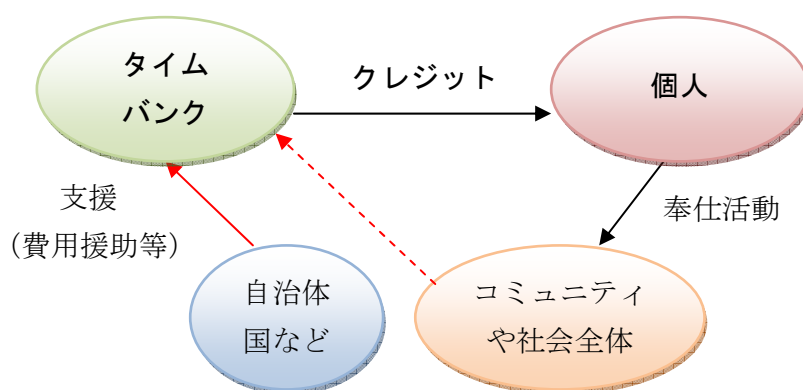 タイム
バンク
クレジット
個人
支援
（費用援助等）
奉仕活動
自治体
国など
コミュニティ
や社会全体